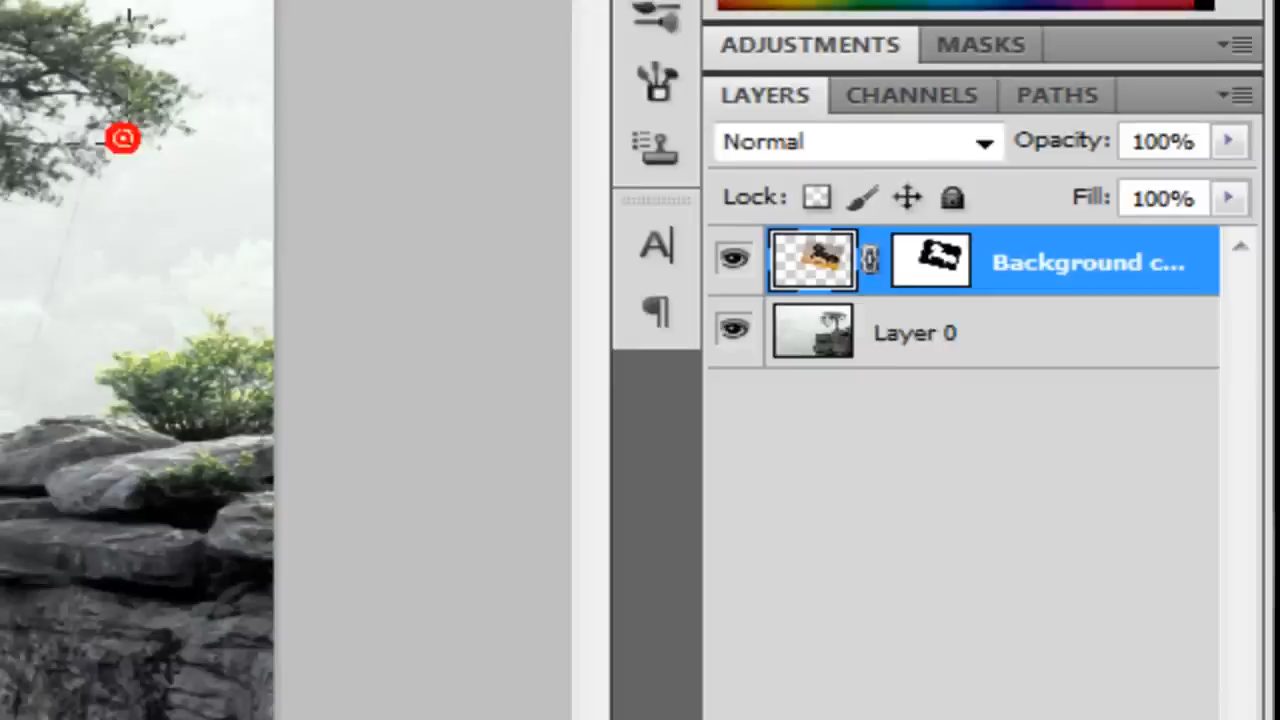 ADJUSTMENTS MASKS
LAYERS CHANNELS PATHS
Normal Opacity: 100%
Lock: Fill: 100%
A
Background c...
Layer 0